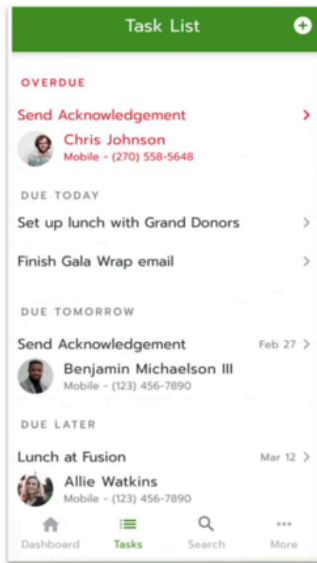 Task List
OVERDUE
Send Acknowledgement
Chris Johnson
Mobile - (270) 558-5648
DUE TODAY
Set up lunch with Grand Donors
Finish Gala Wrap email
DUE TOMORROW
Send Acknowledgement Feb 27
Benjamin Michaelson III
Mobile - (123) 456-7890
DUE LATER
Lunch at Fusion Mar 12
Allie Watkins
Mobile - (123) 456-7890
Dashboard Tasks Search More